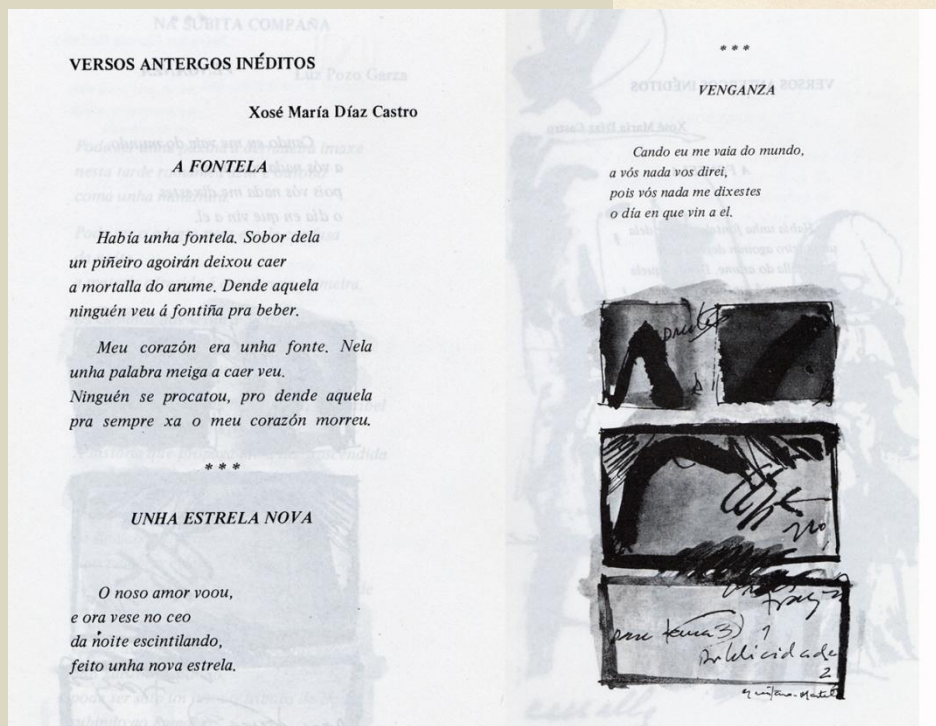 VERSOS ANTERGOS INÉDITOS
Xosé María Díaz Castro
A FONTELA
Había unha fontela. Sobor dela
un piñeiro agoirán deixou caer
a mortalla do arume. Dende aquela
ninguén veu á fontiña pra beber.
Meu corazón era unha fonte. Nela
unha palabra meiga a caer veu.
Ninguén se procatou, pro dende aquela
pra sempre xa o meu corazón morreu.
* * *
UNHA ESTRELA NOVA
O noso amor voou,
e ora vese no ceo
da noite escintilando,
feito unha nova estrela.
* * *
VENGANZA
Cando eu me vaia do mundo,
a vós nada vos direi,
pois vós nada me dixestes
o día en que vin a el.
publicidade
2